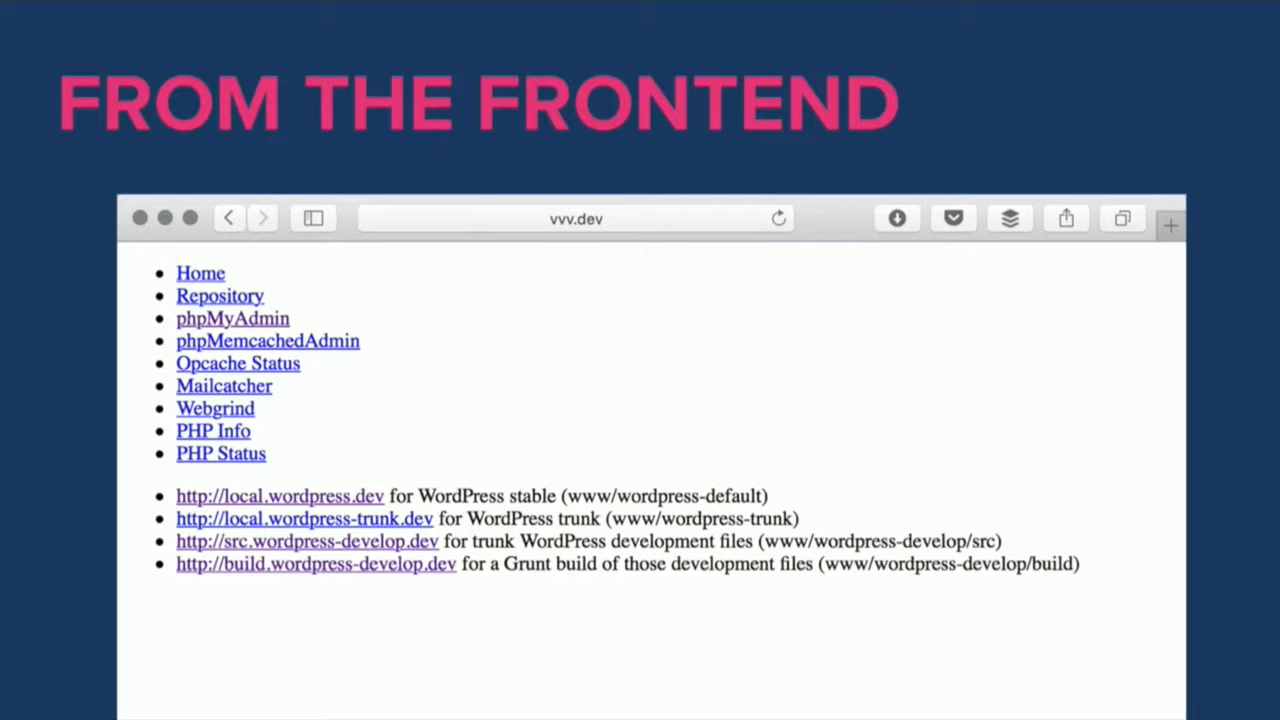 FROM THE FRONTEND
vvv.dev
Home
Repository
phpMyAdmin
phpMemcachedAdmin
Opcache Status
Mailcatcher
Webgrind
PHP Info
PHP Status
http://local.wordpress.dev for WordPress stable (www/wordpress-default)
http://local.wordpress-trunk.dev for WordPress trunk (www/wordpress-trunk)
http://src.wordpress-develop.dev for trunk WordPress development files (www/wordpress-develop/src)
http://build.wordpress-develop.dev for a Grunt build of those development files (www/wordpress-develop/build)